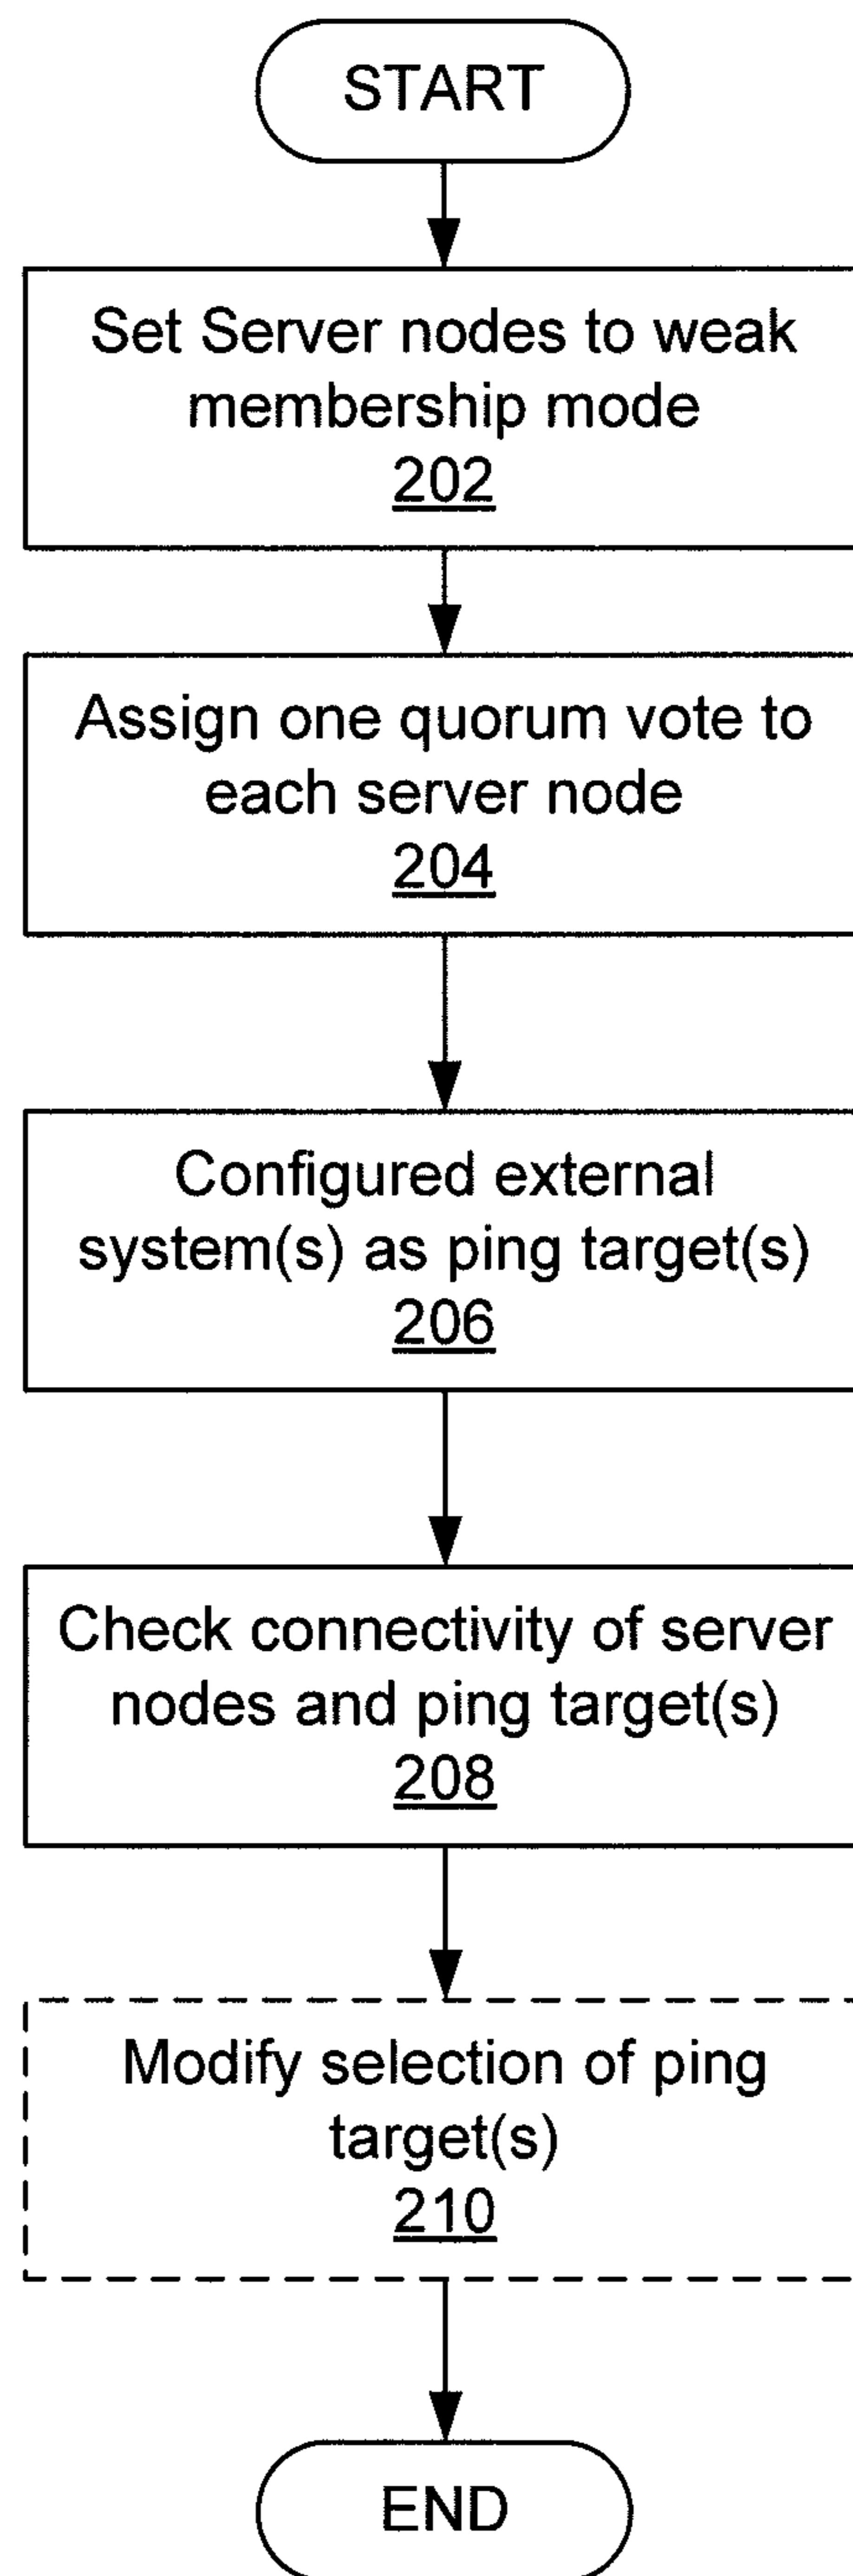 START
Set Server nodes to weak
membership mode
202
Assign one quorum vote to
each server node
204
Configured external
system(s) as ping target(s)
206
Check connectivity of server
nodes and ping target(s)
208
Modify selection of ping
target(s)
210
END